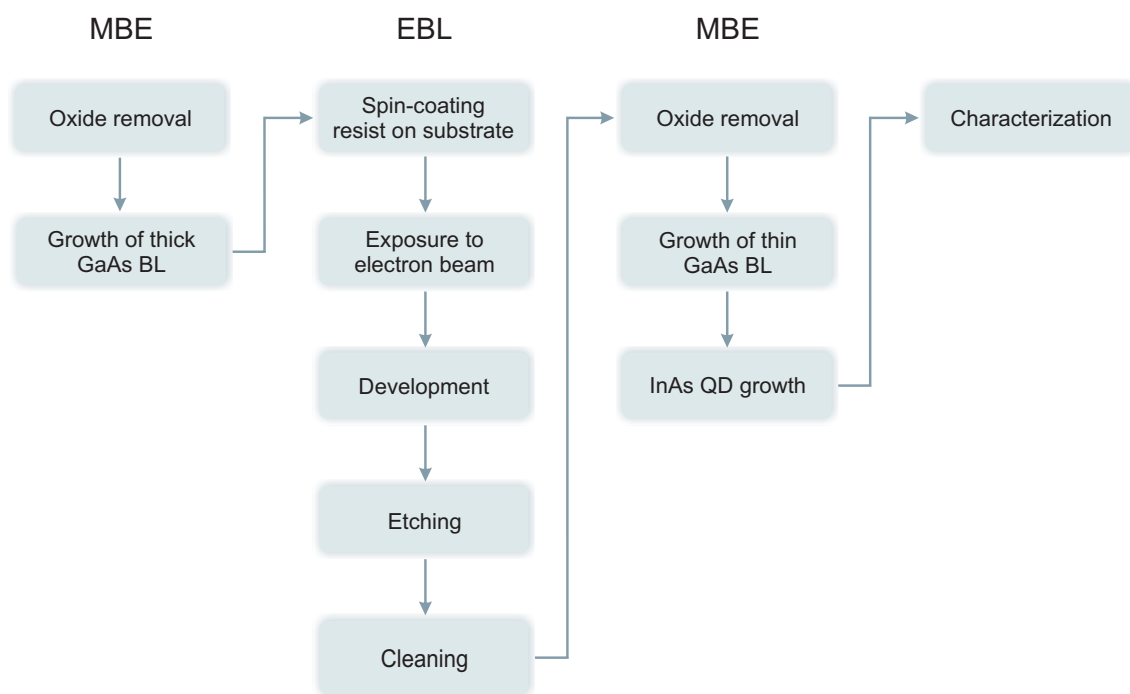 MBE
EBL
MBE
Oxide removal
Growth of thick
GaAs BL
Spin-coating
resist on substrate
Exposure to
electron beam
Development
Etching
Cleaning
Oxide removal
Growth of thin
GaAs BL
InAs QD growth
Characterization